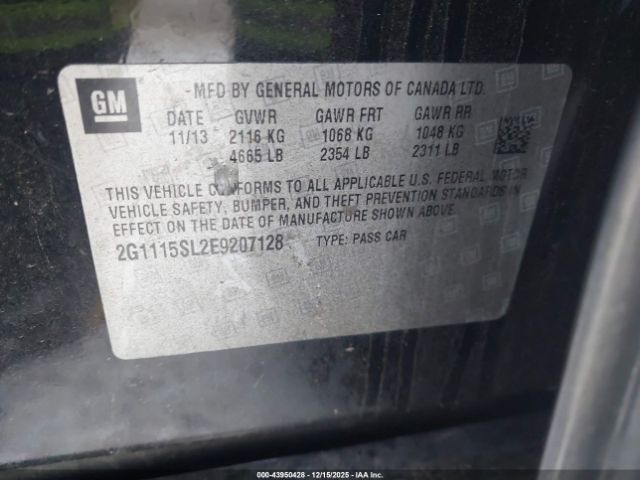 GM
-MFD BY GENERAL MOTORS OF CANADA LTD.
DATE GVWR GAWR FRT GAWR RR
11/13 2116 KG 1068 KG 1048 KG
4665 LB 2354 LB 2311 LB
THIS VEHICLE CONFORMS TO ALL APPLICABLE U.S. FEDERAL MOTOR
VEHICLE SAFETY, BUMPER, AND THEFT PREVENTION STANDARDS IN
EFFECT ON THE DATE OF MANUFACTURE SHOWN ABOVE.
2G1115SL2E9207128 TYPE: PASS CAR
000-43950428 - 12/15/2025 - IAA Inc.